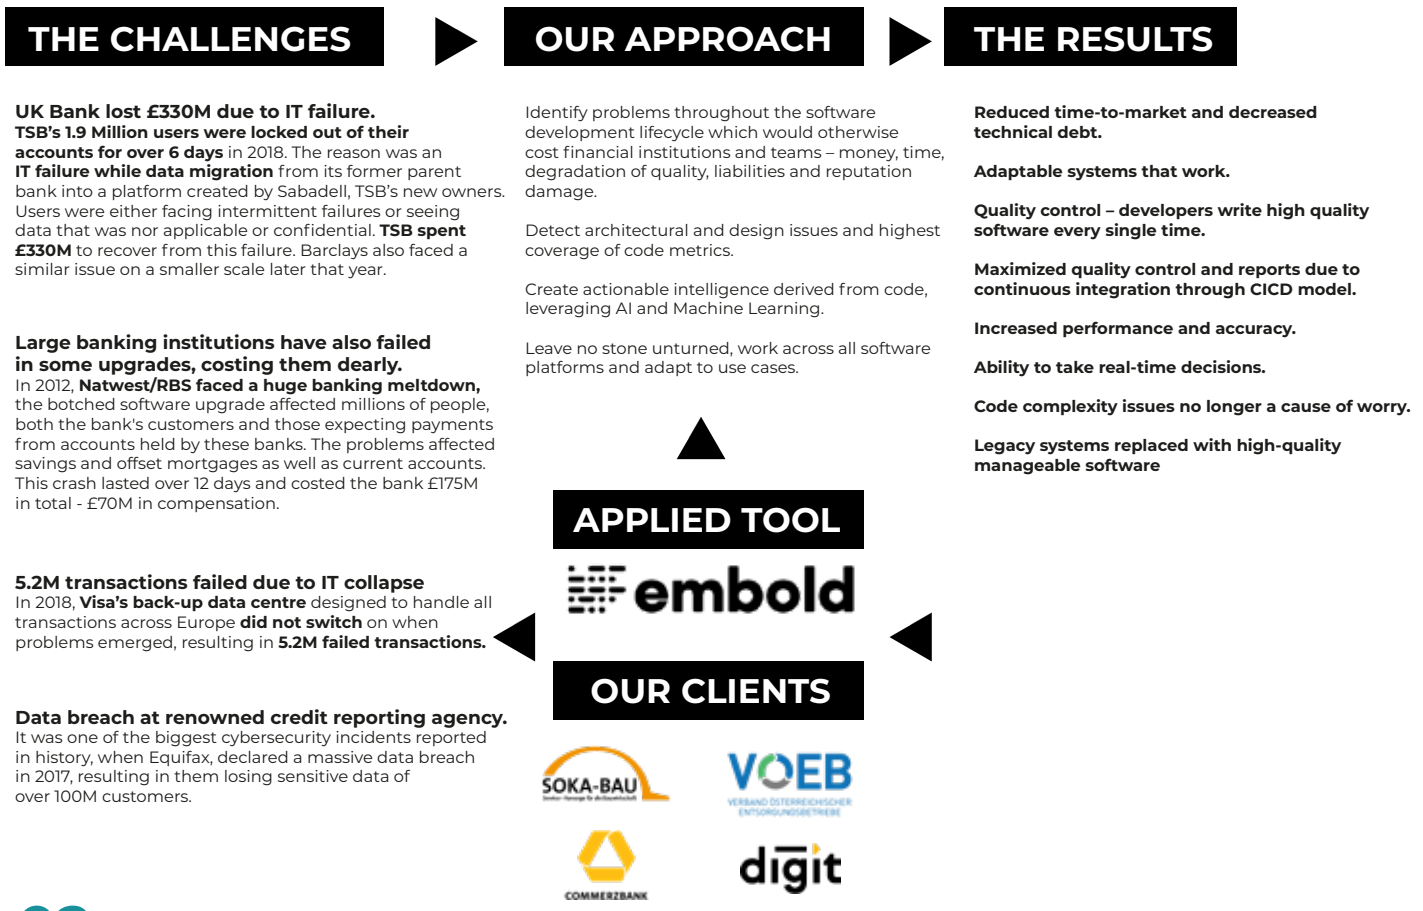 THE CHALLENGES
UK Bank lost £330M due to IT failure.
TSB's 1.9 Million users were locked out of their
accounts for over 6 days in 2018. The reason was an
IT failure while data migration from its former parent
bank into a platform created by Sabadell, TSB's new owners.
Users were either facing intermittent failures or seeing
data that was nor applicable or confidential. TSB spent
£330M to recover from this failure. Barclays also faced a
similar issue on a smaller scale later that year.
Large banking institutions have also failed
in some upgrades, costing them dearly.
In 2012, Natwest/RBS faced a huge banking meltdown,
the botched software upgrade affected millions of people,
both the bank's customers and those expecting payments
from accounts held by these banks. The problems affected
savings and offset mortgages as well as current accounts.
This crash lasted over 12 days and costed the bank £175M
in total - £70M in compensation.
5.2M transactions failed due to IT collapse
In 2018, Visa's back-up data centre designed to handle all
transactions across Europe did not switch on when
problems emerged, resulting in 5.2M failed transactions.
Data breach at renowned credit reporting agency.
It was one of the biggest cybersecurity incidents reported
in history, when Equifax, declared a massive data breach
in 2017, resulting in them losing sensitive data of
over 100M customers.
OUR APPROACH
Identify problems throughout the software
development lifecycle which would otherwise
cost financial institutions and teams – money, time,
degradation of quality, liabilities and reputation
damage.
Detect architectural and design issues and highest
coverage of code metrics.
Create actionable intelligence derived from code,
leveraging AI and Machine Learning.
Leave no stone unturned, work across all software
platforms and adapt to use cases.
APPLIED TOOL
embold
OUR CLIENTS
SOKA-BAU
VOEB
VERBAND ÖSTERREICHISCHER
ENTSORGUNGSBETRIEBE
COMMERZBANK
digit
THE RESULTS
Reduced time-to-market and decreased
technical debt.
Adaptable systems that work.
Quality control – developers write high quality
software every single time.
Maximized quality control and reports due to
continuous integration through CICD model.
Increased performance and accuracy.
Ability to take real-time decisions.
Code complexity issues no longer a cause of worry.
Legacy systems replaced with high-quality
manageable software